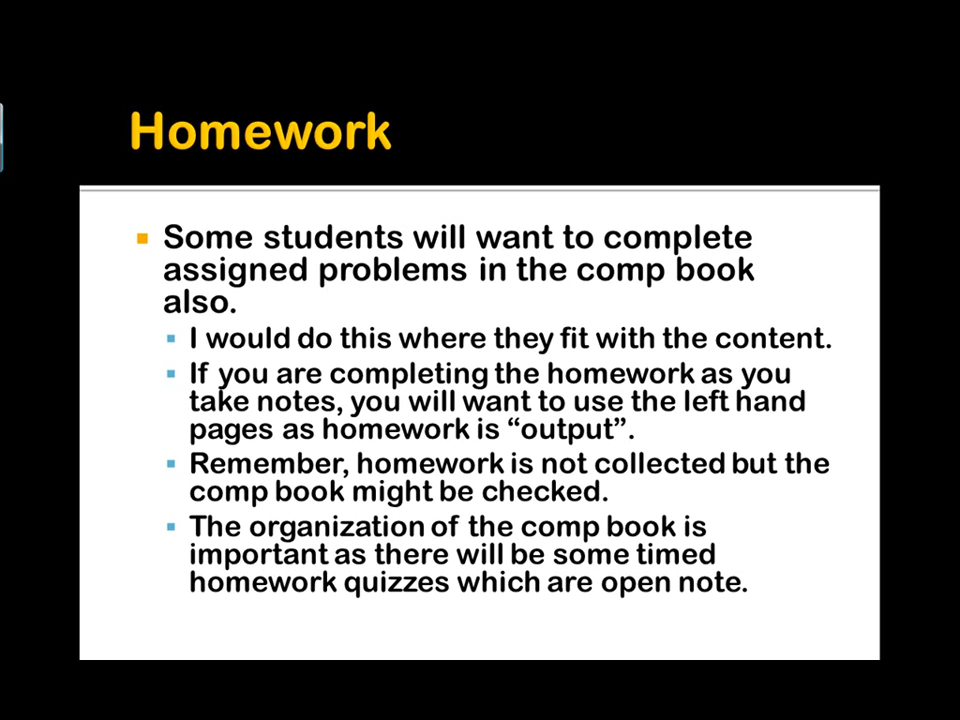 Homework
Some students will want to complete
assigned problems in the comp book
also.
I would do this where they fit with the content.
If you are completing the homework as you
take notes, you will want to use the left hand
pages as homework is “output”.
Remember, homework is not collected but the
comp book might be checked.
The organization of the comp book is
important as there will be some timed
homework quizzes which are open note.